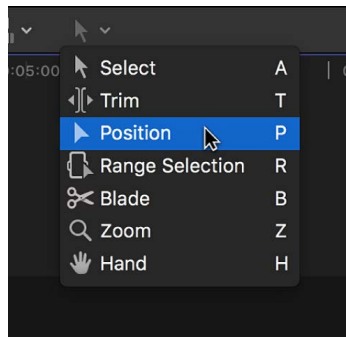 :05:00
Select A
Trim T
Position P
Range Selection R
Blade B
Zoom Z
Hand H